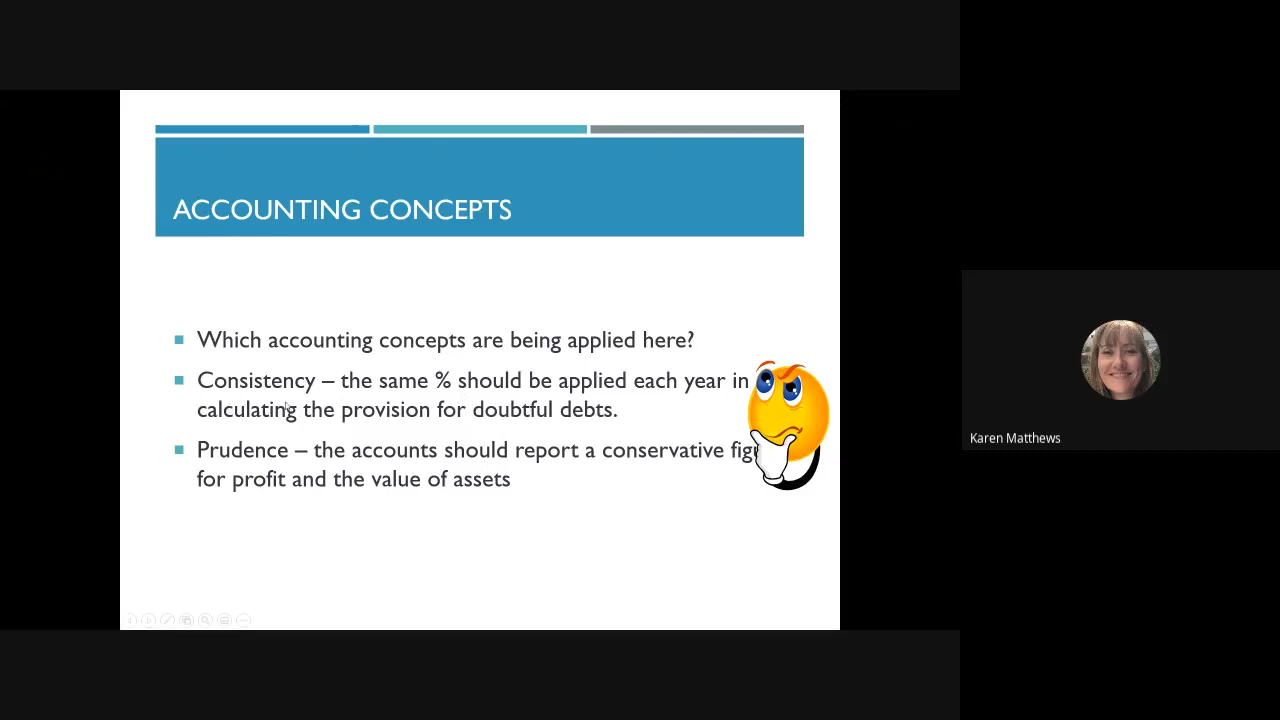 ACCOUNTING CONCEPTS
Which accounting concepts are being applied here?
Consistency – the same % should be applied each year in
calculating the provision for doubtful debts.
Prudence – the accounts should report a conservative
for profit and the value of assets
Karen Matthews